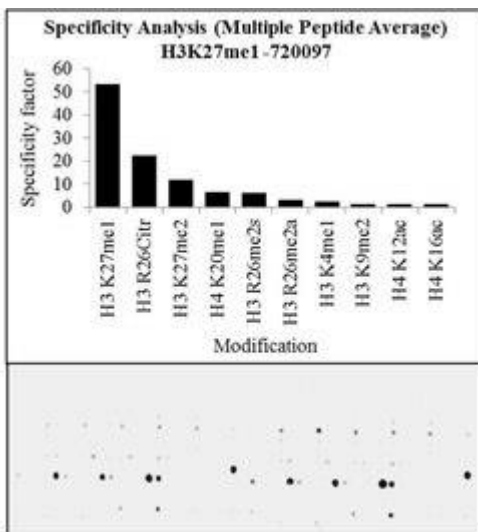 Specificity Analysis (Multiple Peptide Average)
H3K27me1 -720097
Specificity factor
60
50
40
30
20
10
0
H3 K27me1
H3 R26Citr
H3 K27me2
H4 K20me1
H3 R26me2s
H3 R26me2a
H3 K4me1
H3 K9me2
H4 K12ac
H4 K16ac
Modification